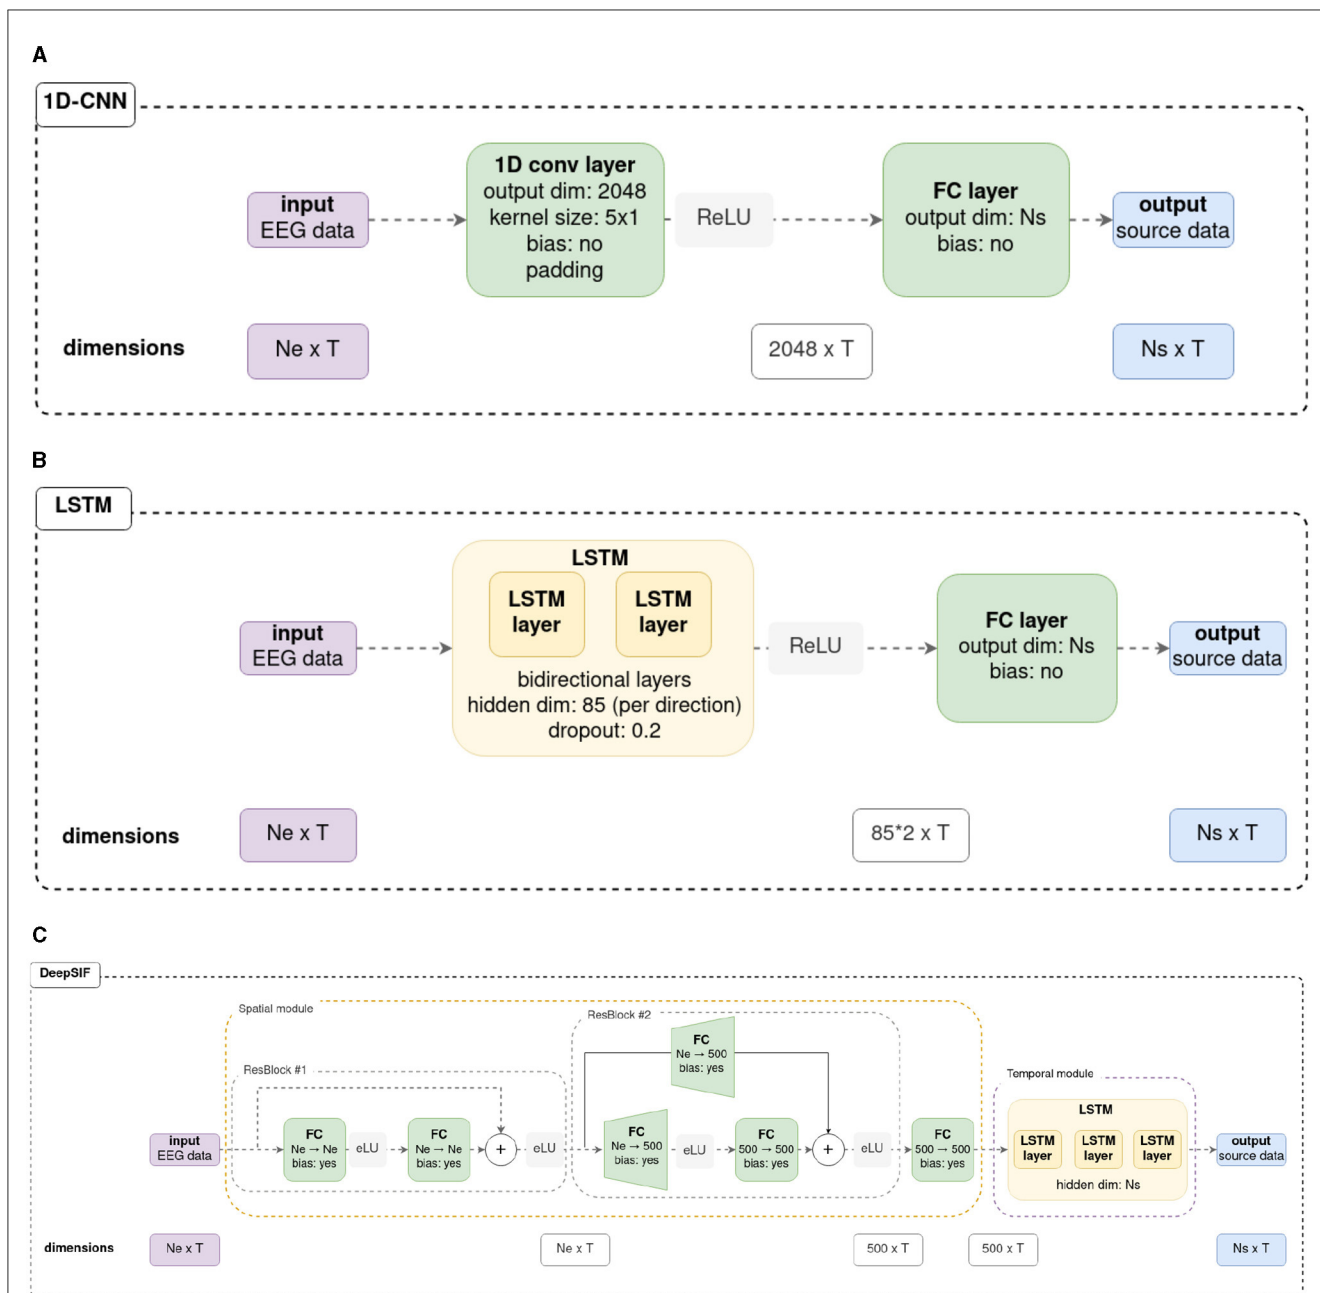 A
1D-CNN
input
EEG data
1D conv layer
output dim: 2048
kernel size: 5x1
bias: no
padding
ReLU
FC layer
output dim: Ns
bias: no
output
source data
dimensions
Ne x T
2048 x T
Ns x T
B
LSTM
input
EEG data
LSTM
LSTM
layer
LSTM
layer
bidirectional layers
hidden dim: 85 (per direction)
dropout: 0.2
ReLU
FC layer
output dim: Ns
bias: no
output
source data
dimensions
Ne x T
85*2 x T
Ns x T
C
DeepSIF
Spatial module
ResBlock #1
input
EEG data
FC
Ne → Ne
bias: yes
eLU
FC
Ne → Ne
bias: yes
+
eLU
ResBlock #2
FC
Ne → 500
bias: yes
FC
Ne → 500
bias: yes
eLU
FC
500 → 500
bias: yes
+
eLU
FC
500 → 500
bias: yes
Temporal module
LSTM
LSTM
layer
LSTM
layer
LSTM
layer
hidden dim: Ns
output
source data
dimensions
Ne x T
Ne x T
500 x T
500 x T
Ns x T